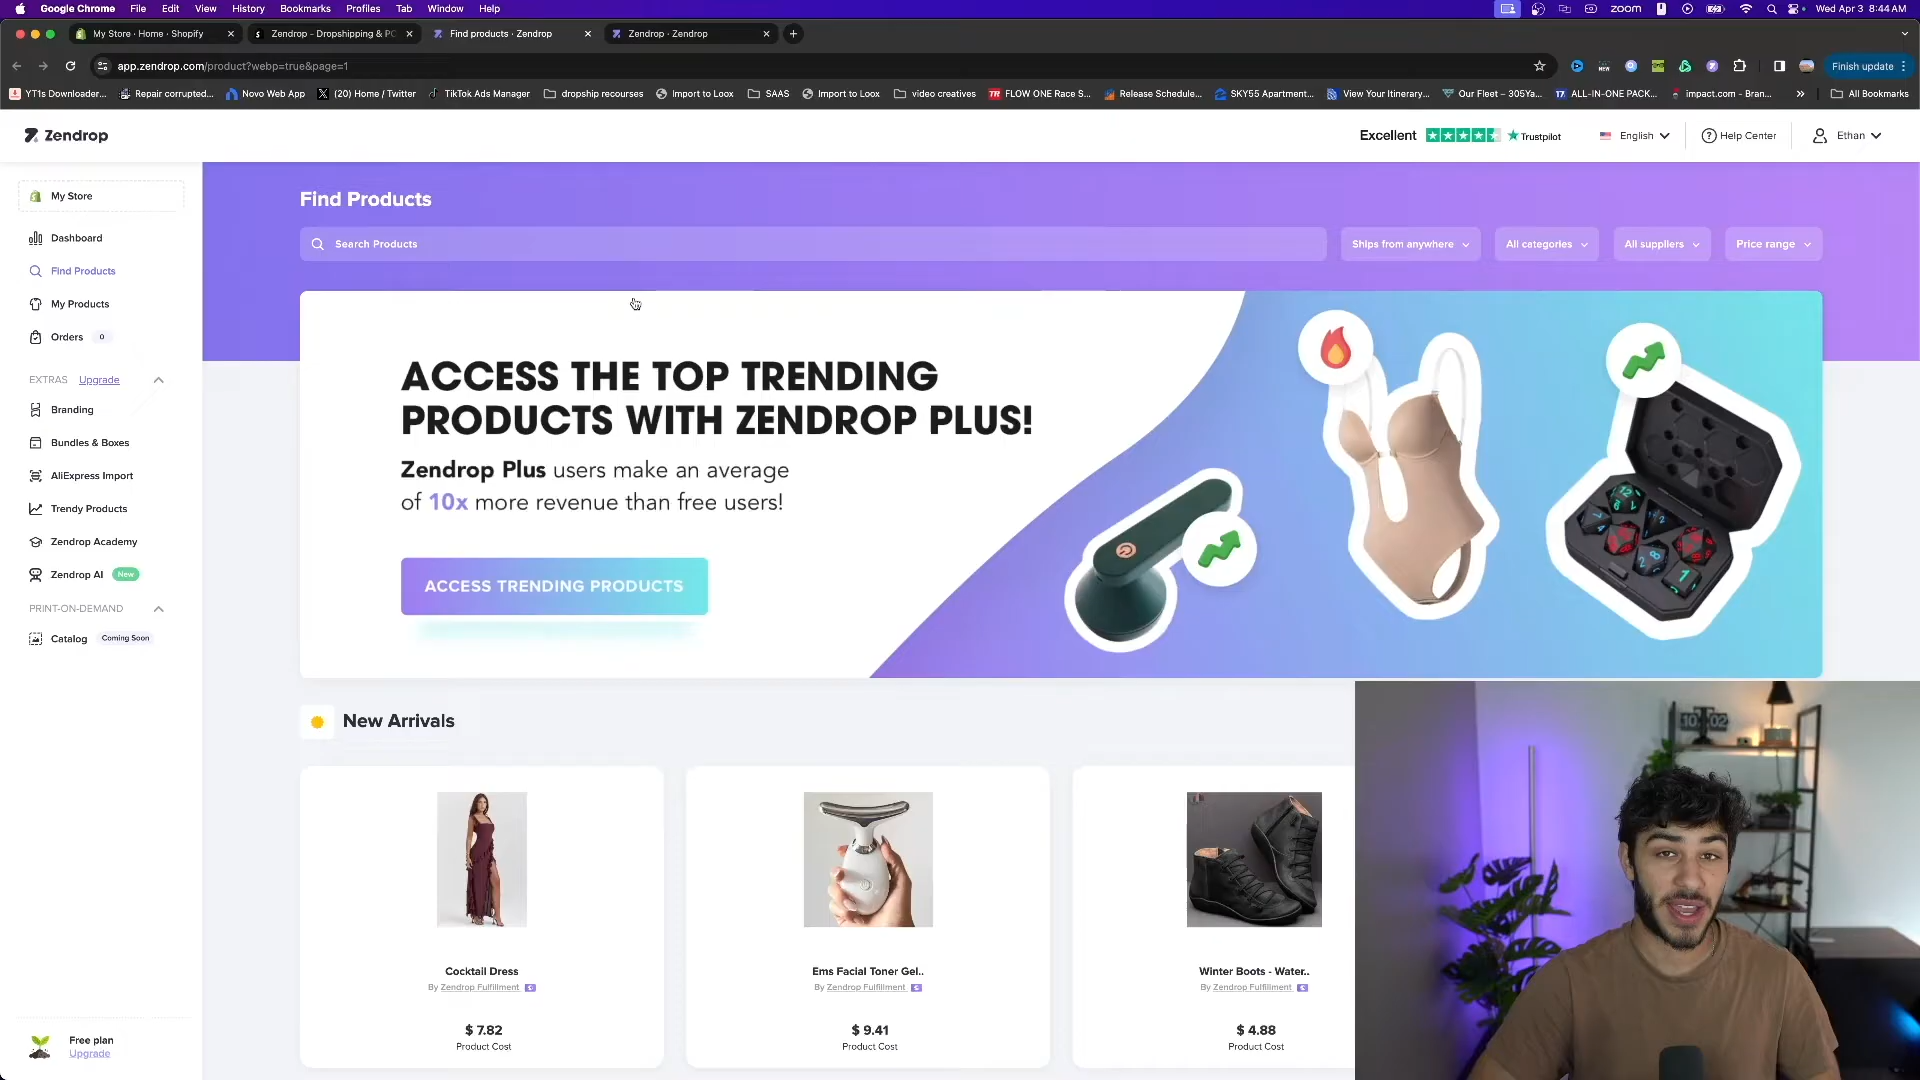 Google Chrome File Edit View History Bookmarks Profiles Tab Window Help
zoom
Wed Apr 3 8:44 AM
My Store · Home · Shopify
Zendrop - Dropshipping & PO
Find products · Zendrop
Zendrop · Zendrop
app.zendrop.com/product?webp=true&page=1
NEW
Finish update
YT1s Downloader...
Repair corrupted...
Novo Web App
(20) Home / Twitter
TikTok Ads Manager
dropship recourses
Import to Loox
SAAS
Import to Loox
video creatives
TR FLOW ONE Race S...
Release Schedule...
SKY55 Apartment...
View Your Itinerary...
Our Fleet – 305Ya...
17 ALL-IN-ONE PACK...
impact.com - Bran...
All Bookmarks
Zendrop
Excellent
Trustpilot
English
Help Center
Ethan
My Store
Dashboard
Find Products
My Products
Orders 0
EXTRAS Upgrade
Branding
Bundles & Boxes
AliExpress Import
Trendy Products
Zendrop Academy
Zendrop AI New
PRINT-ON-DEMAND
Catalog Coming Soon
Free plan
Upgrade
Find Products
Search Products
Ships from anywhere
All categories
All suppliers
Price range
ACCESS THE TOP TRENDING
PRODUCTS WITH ZENDROP PLUS!
Zendrop Plus users make an average
of 10x more revenue than free users!
ACCESS TRENDING PRODUCTS
New Arrivals
Cocktail Dress
By Zendrop Fulfillment
$ 7.82
Product Cost
Ems Facial Toner Gel..
By Zendrop Fulfillment
$ 9.41
Product Cost
Winter Boots - Water..
By Zendrop Fulfillment
$ 4.88
Product Cost
10:02